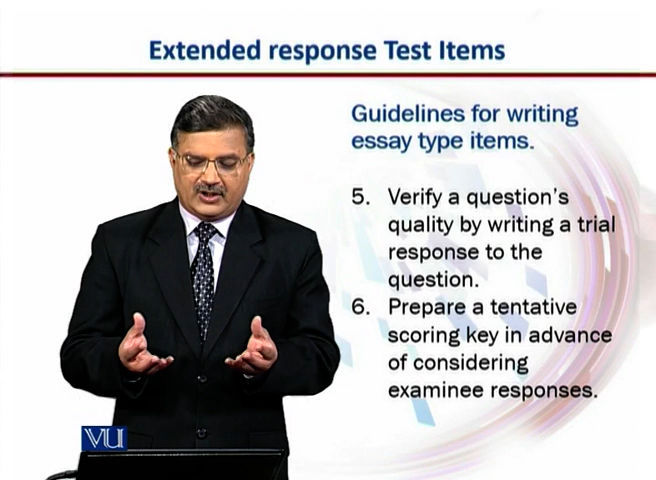 Extended response Test Items
Guidelines for writing
essay type items.
5. Verify a question's
quality by writing a trial
response to the
question.
6. Prepare a tentative
scoring key in advance
of considering
examinee responses.
VU